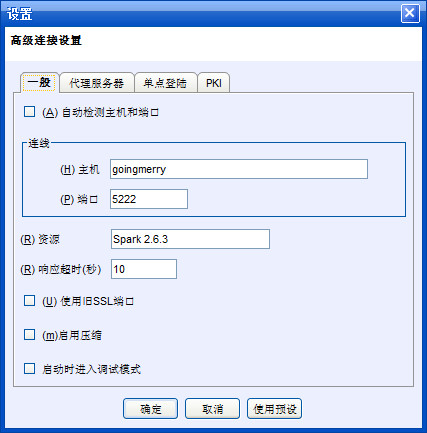 设置
高级连接设置
一般 代理服务器 单点登陆 PKI
(A) 自动检测主机和端口
连线
(H) 主机 goingmerry
(P) 端口 5222
(R) 资源 Spark 2.6.3
(R) 响应超时(秒) 10
(U) 使用旧SSL端口
(m)启用压缩
启动时进入调试模式
确定 取消 使用预设